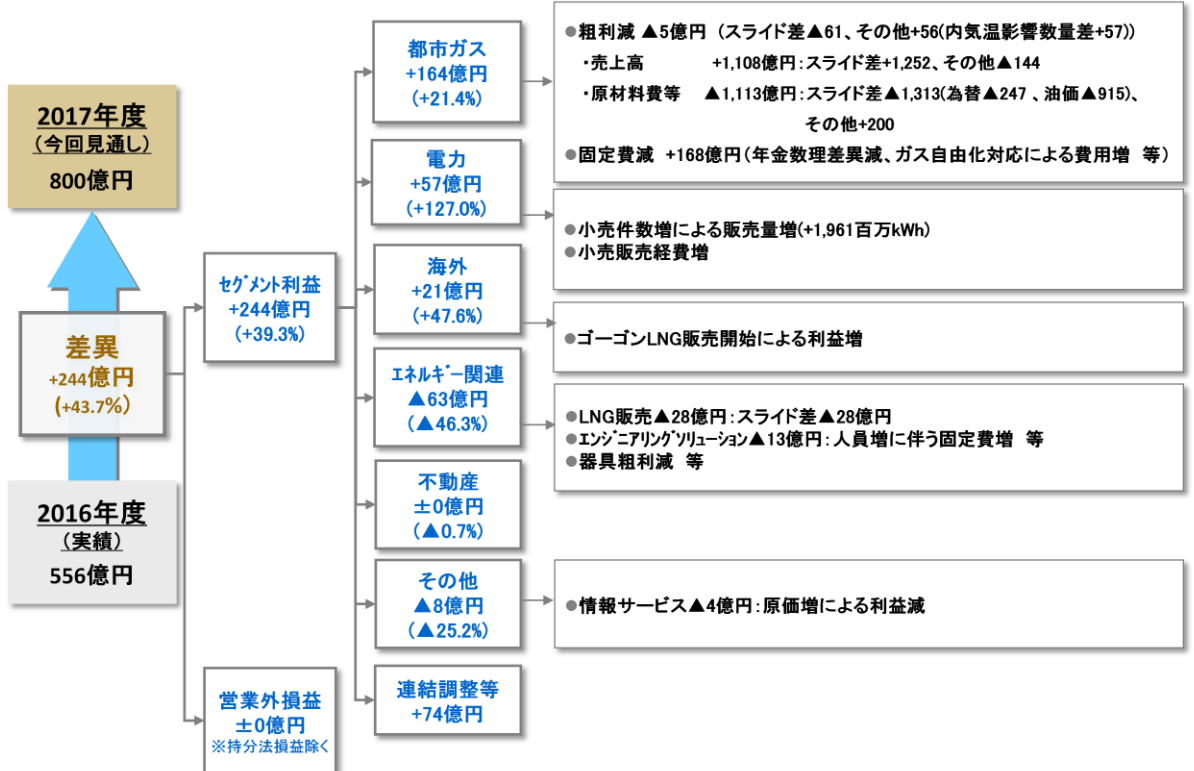 2017年度
(今回見通し)
800億円
差異
+244億円
(+43.7%)
2016年度
(実績)
556億円
ｾｸﾞﾒﾝﾄ利益
+244億円
(+39.3%)
営業外損益
±0億円
※持分法損益除く
都市ガス
+164億円
(+21.4%)
電力
+57億円
(+127.0%)
海外
+21億円
(+47.6%)
ｴﾈﾙｷﾞｰ関連
▲63億円
(▲46.3%)
不動産
±0億円
(▲0.7%)
その他
▲8億円
(▲25.2%)
連結調整等
+74億円
●粗利減 ▲5億円 (スライド差▲61、その他+56(内気温影響数量差+57))
・売上高 +1,108億円：スライド差+1,252、その他▲144
・原材料費等 ▲1,113億円：スライド差▲1,313(為替▲247 、油価▲915)、
その他+200
●固定費減 +168億円(年金数理差異減、ガス自由化対応による費用増 等)
●小売件数増による販売量増(+1,961百万kWh)
●小売販売経費増
●ゴーゴンLNG販売開始による利益増
●LNG販売▲28億円：スライド差▲28億円
●ｴﾝｼﾞﾆｱﾘﾝｸﾞｿﾘｭｰｼｮﾝ▲13億円：人員増に伴う固定費増 等
●器具粗利減 等
●情報サービス▲4億円：原価増による利益減